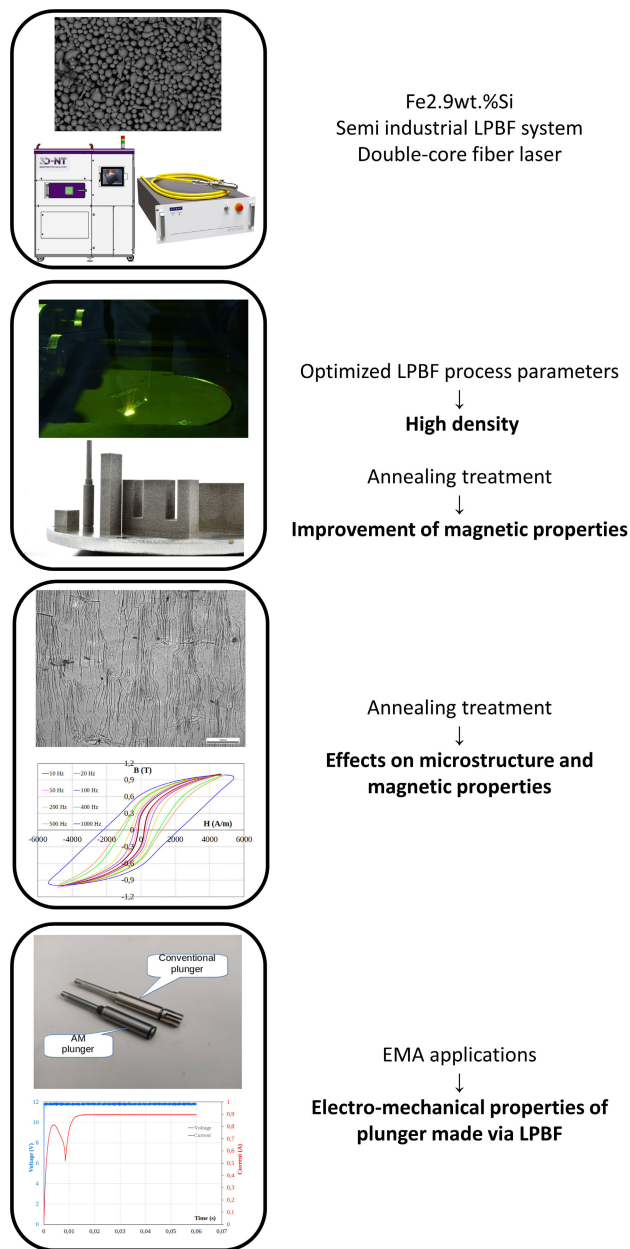 3D-NT
Fe2.9wt.%Si
Semi industrial LPBF system
Double-core fiber laser
Optimized LPBF process parameters
↓
High density
Annealing treatment
↓
Improvement of magnetic properties
B (T)
1,2
0,9
0,6
0,3
0
-0,3
-0,6
-0,9
-1,2
10 Hz 20 Hz
50 Hz 100 Hz
200 Hz 400 Hz
500 Hz 1000 Hz
H (A/m)
-6000 -4000 -2000 0 2000 4000 6000
Annealing treatment
↓
Effects on microstructure and
magnetic properties
Conventional
plunger
AM
plunger
Voltage (V)
12
10
8
6
4
2
0
Voltage
Current
Current (A)
1
0,9
0,8
0,7
0,6
0,5
0,4
0,3
0,2
0,1
0
Time (s)
0 0,01 0,02 0,03 0,04 0,05 0,06 0,07
EMA applications
↓
Electro-mechanical properties of
plunger made via LPBF